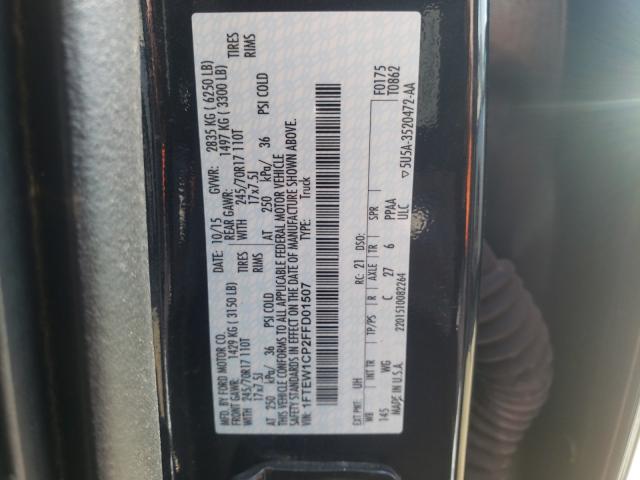 MFD. BY FORD MOTOR CO. DATE: 10/15 GVWR: 2835 KG ( 6250 LB)
FRONT GAWR: 1429 KG ( 3150 LB) REAR GAWR: 1497 KG ( 3300 LB)
WITH 245/70R17 110T TIRES WITH 245/70R17 110T TIRES
17x7.5J RIMS 17x7.5J RIMS
AT 250 kPa/ 36 PSI COLD AT 250 kPa/ 36 PSI COLD
THIS VEHICLE CONFORMS TO ALL APPLICABLE FEDERAL MOTOR VEHICLE
SAFETY STANDARDS IN EFFECT ON THE DATE OF MANUFACTURE SHOWN ABOVE.
VIN: 1FTEW1CP2FFD01507 TYPE: Truck
EXT PNT: UH RC: 21 DSO: F0175
T0862
WB INT TR TP/PS R AXLE TR SPR
145 WG C 27 6 PPAA
ULC
MADE IN U.S.A. 2201510082264 5U5A-3520472-AA